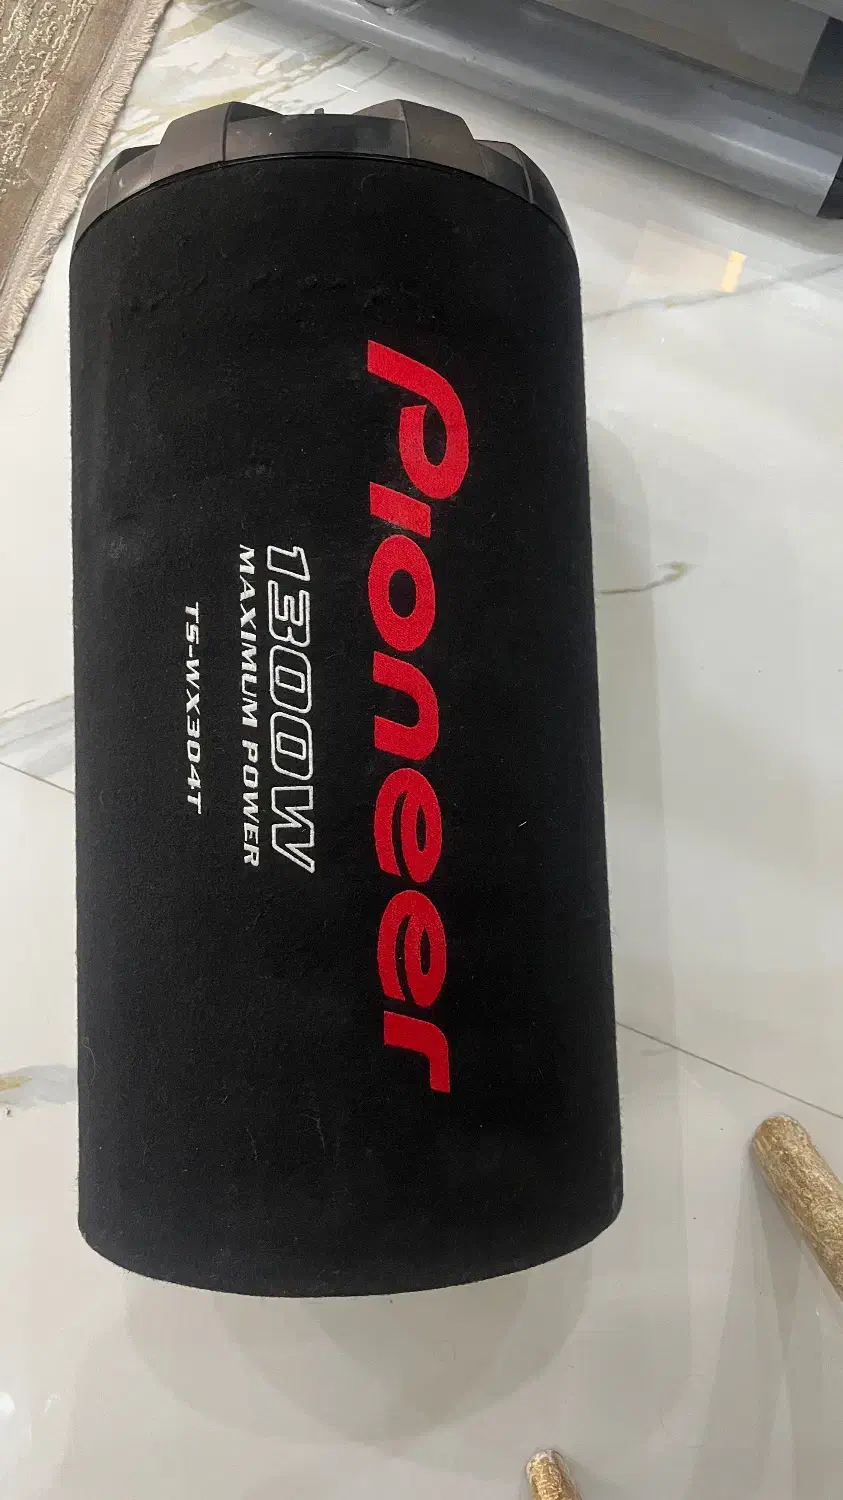 Pioneer
1300W
MAXIMUM POWER
TS-WX304T